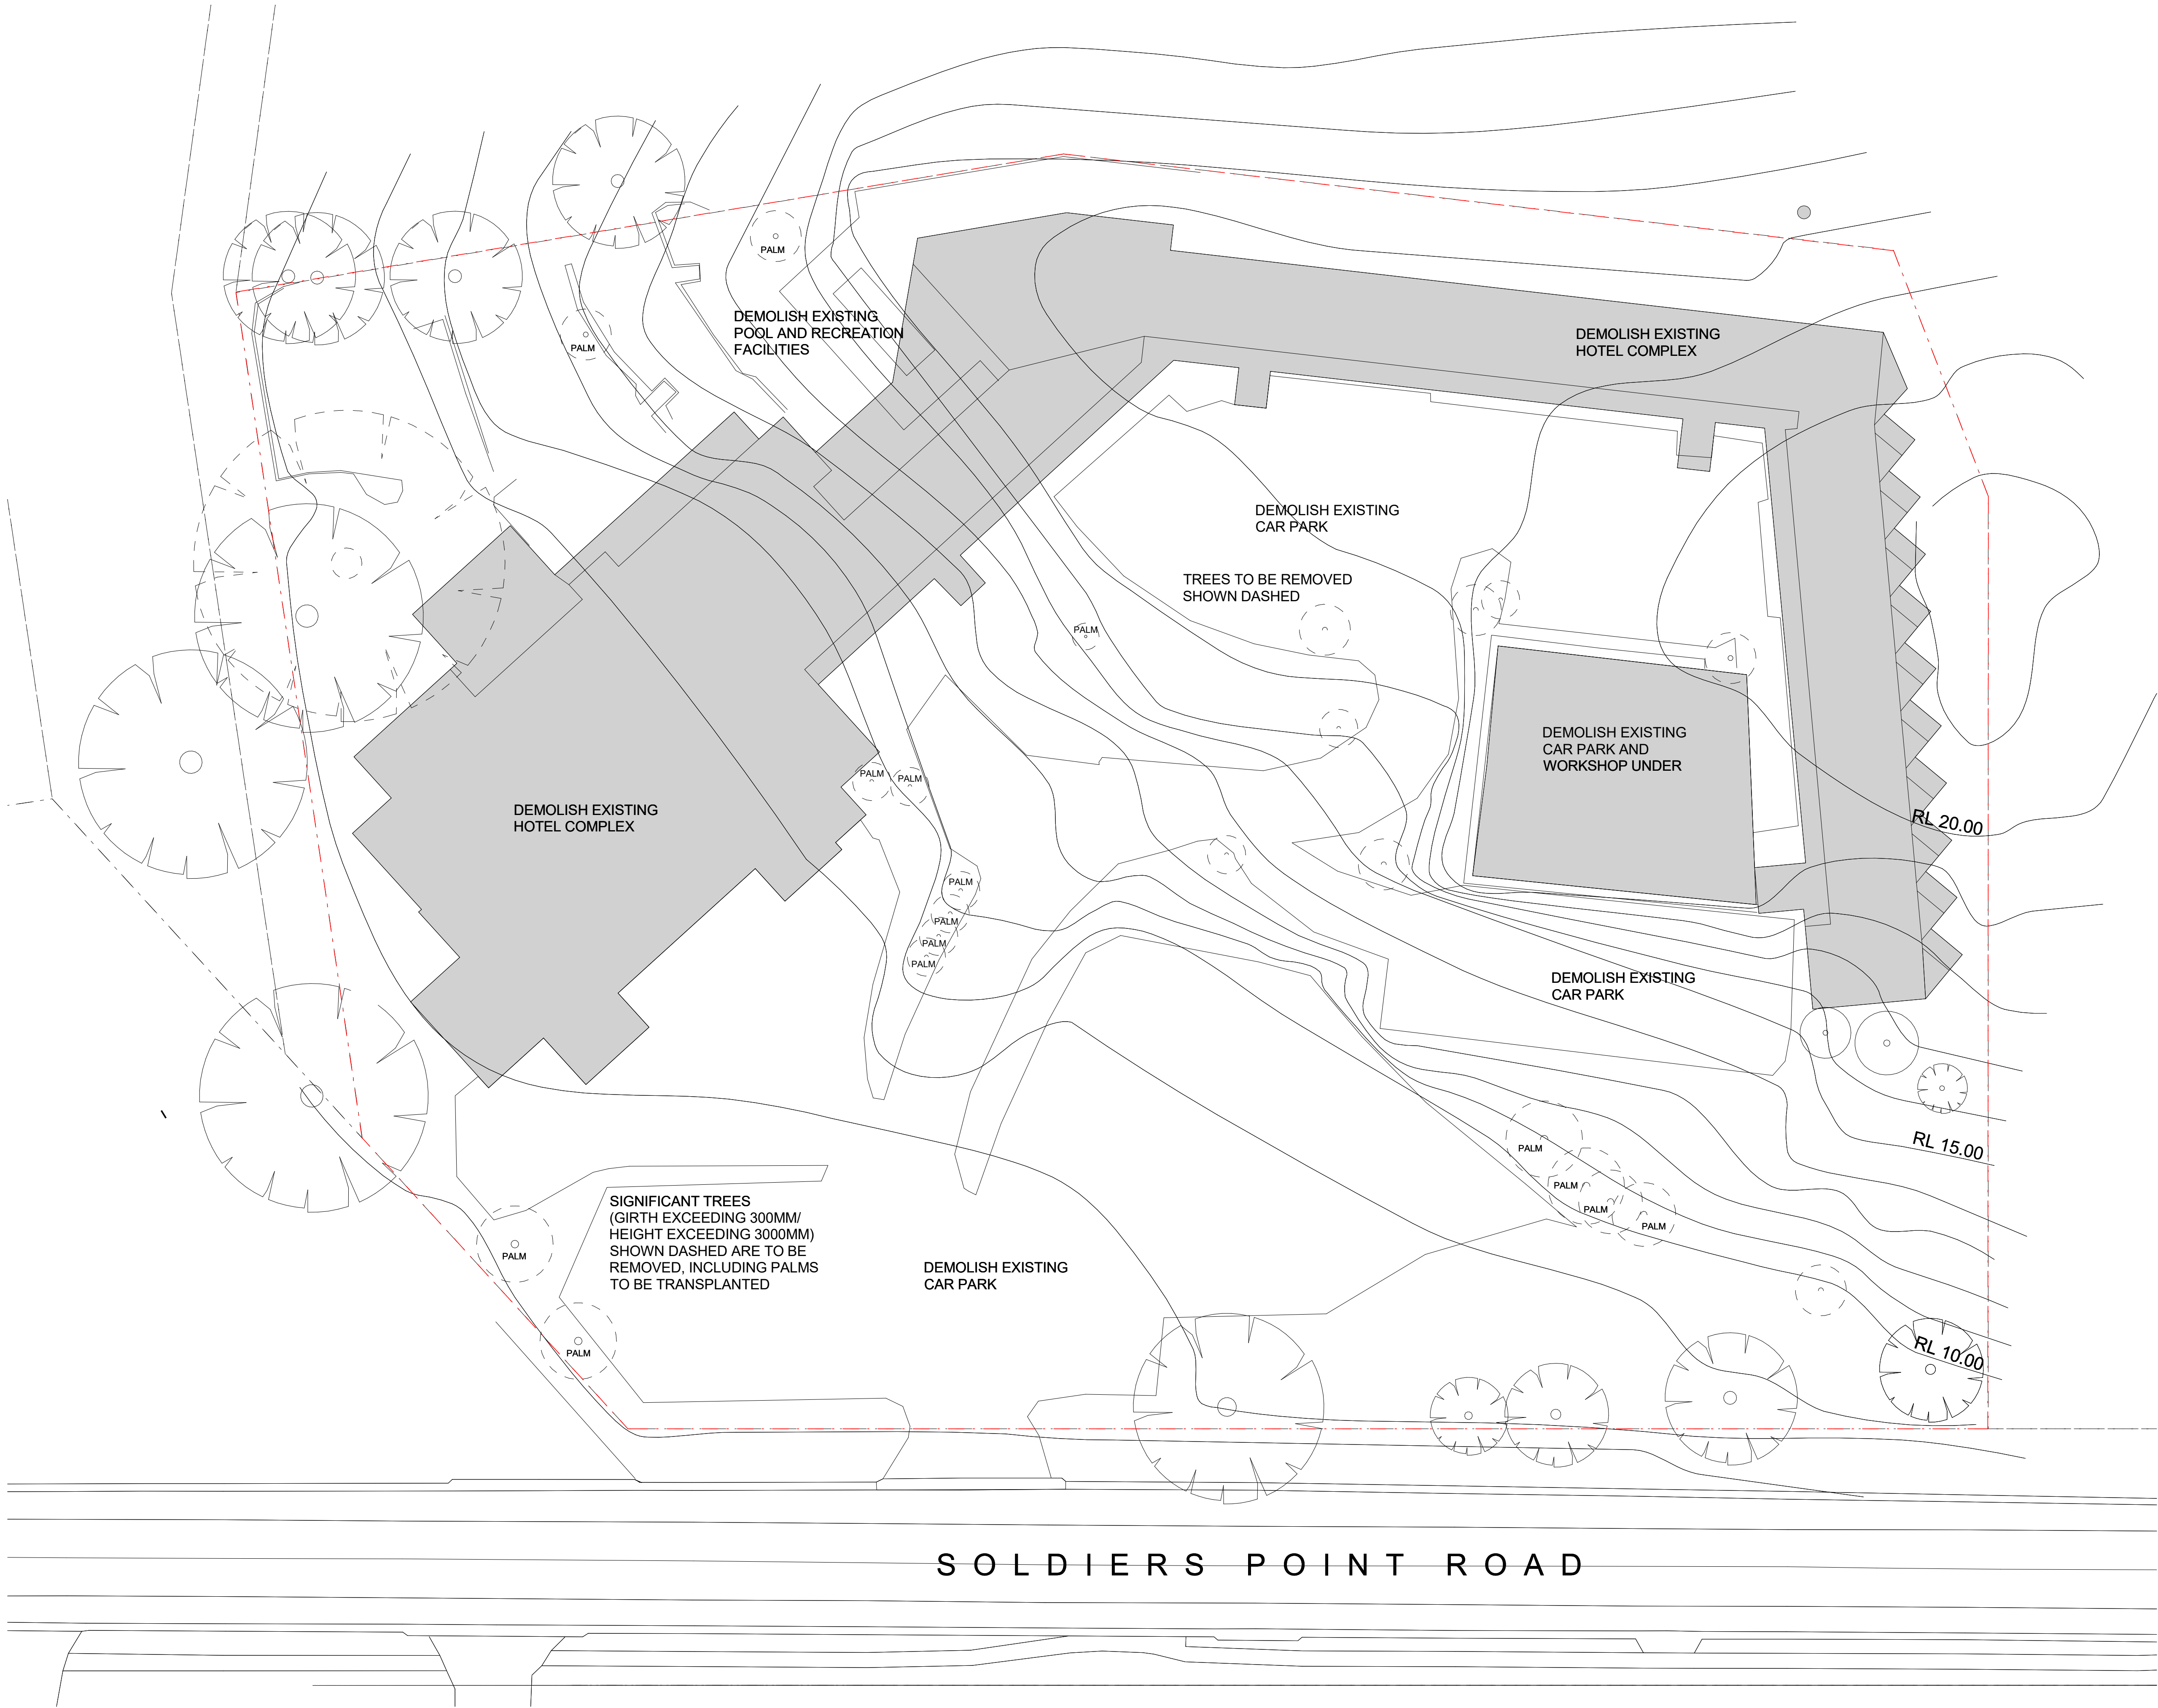 PALM
DEMOLISH EXISTING
POOL AND RECREATION
FACILITIES
PALM
DEMOLISH EXISTING
HOTEL COMPLEX
DEMOLISH EXISTING
CAR PARK
TREES TO BE REMOVED
SHOWN DASHED
PALM
DEMOLISH EXISTING
CAR PARK AND
WORKSHOP UNDER
PALM
PALM
DEMOLISH EXISTING
HOTEL COMPLEX
RL 20.00
PALM
PALM
PALM
PALM
DEMOLISH EXISTING
CAR PARK
RL 15.00
PALM
PALM
PALM
PALM
SIGNIFICANT TREES
(GIRTH EXCEEDING 300MM/
HEIGHT EXCEEDING 3000MM)
SHOWN DASHED ARE TO BE
REMOVED, INCLUDING PALMS
TO BE TRANSPLANTED
PALM
DEMOLISH EXISTING
CAR PARK
PALM
RL 10.00
SOLDIERS POINT ROAD